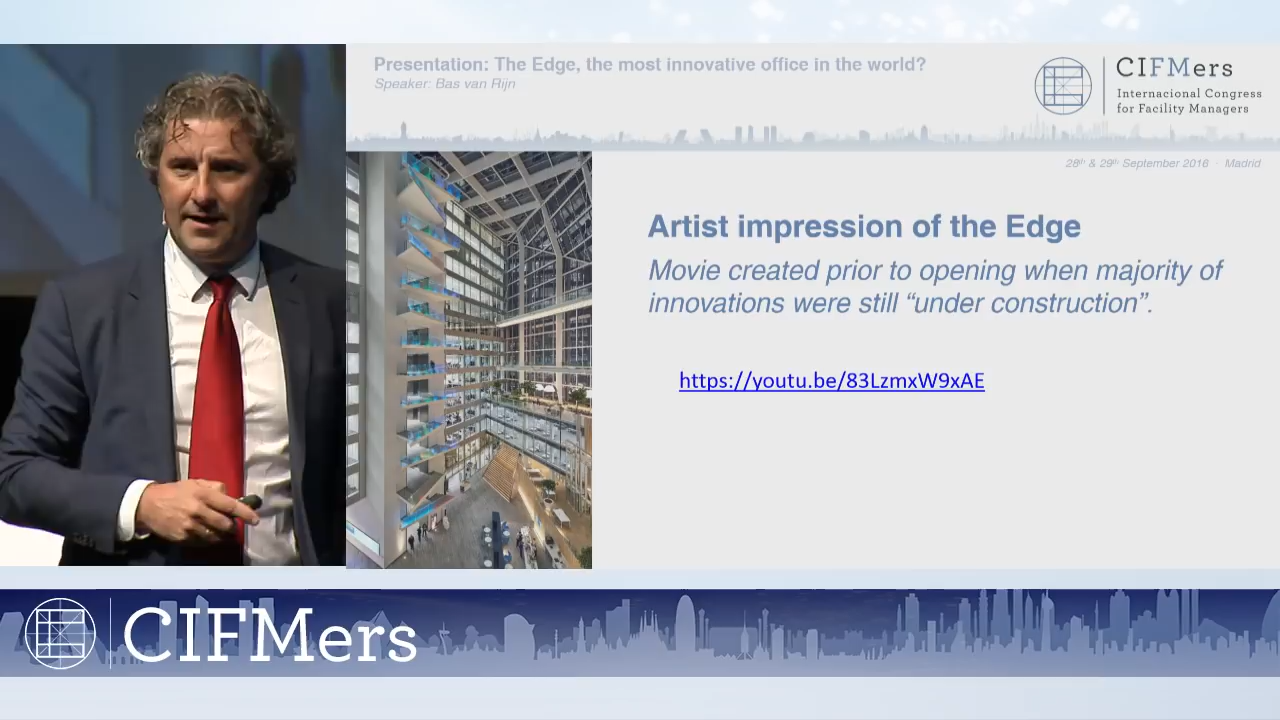 Presentation: The Edge, the most innovative office in the world?
Speaker: Bas van Rijn
CIFMers
Internacional Congress
for Facility Managers
28th & 29th September 2016 · Madrid
Artist impression of the Edge
Movie created prior to opening when majority of
innovations were still “under construction”.
https://youtu.be/83LzmxW9xAE
CIFMers